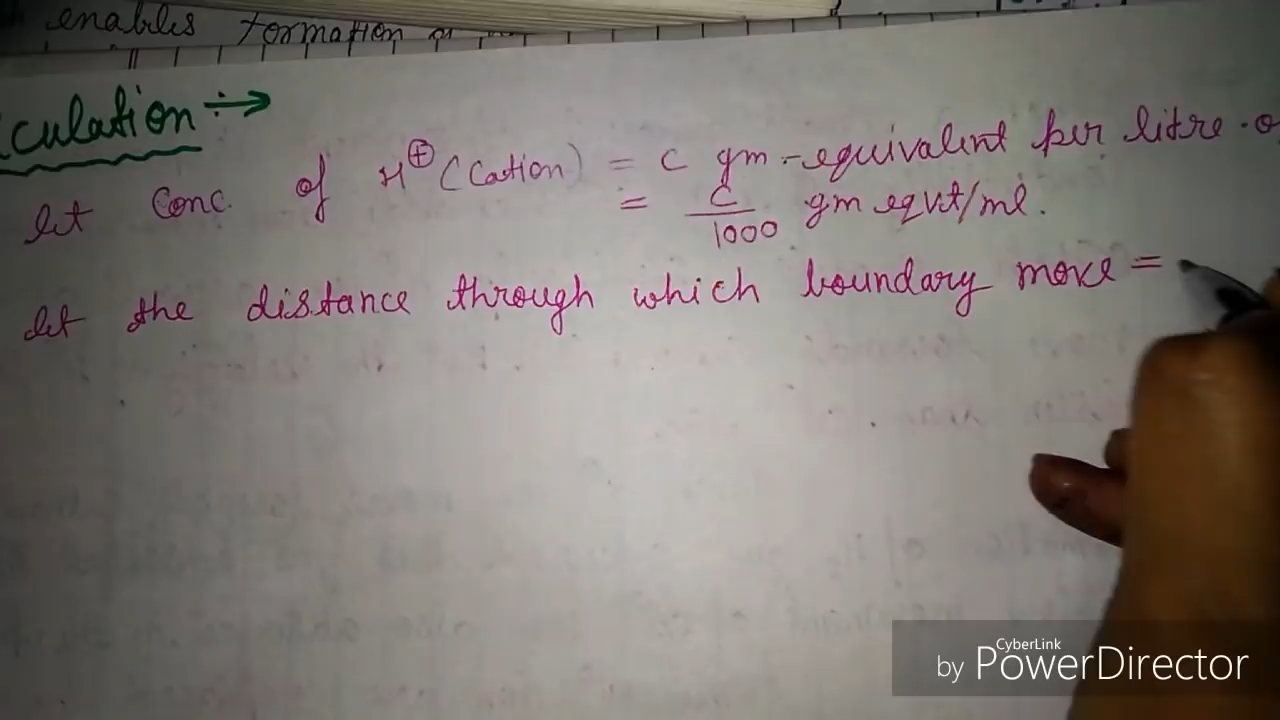 enables formation
culation ÷→
let Conc. of H⊕ (Cation) = C gm-equivalent per litre
= C/1000 gm eqvt/ml.
let the distance through which boundary move =
CyberLink
by PowerDirector